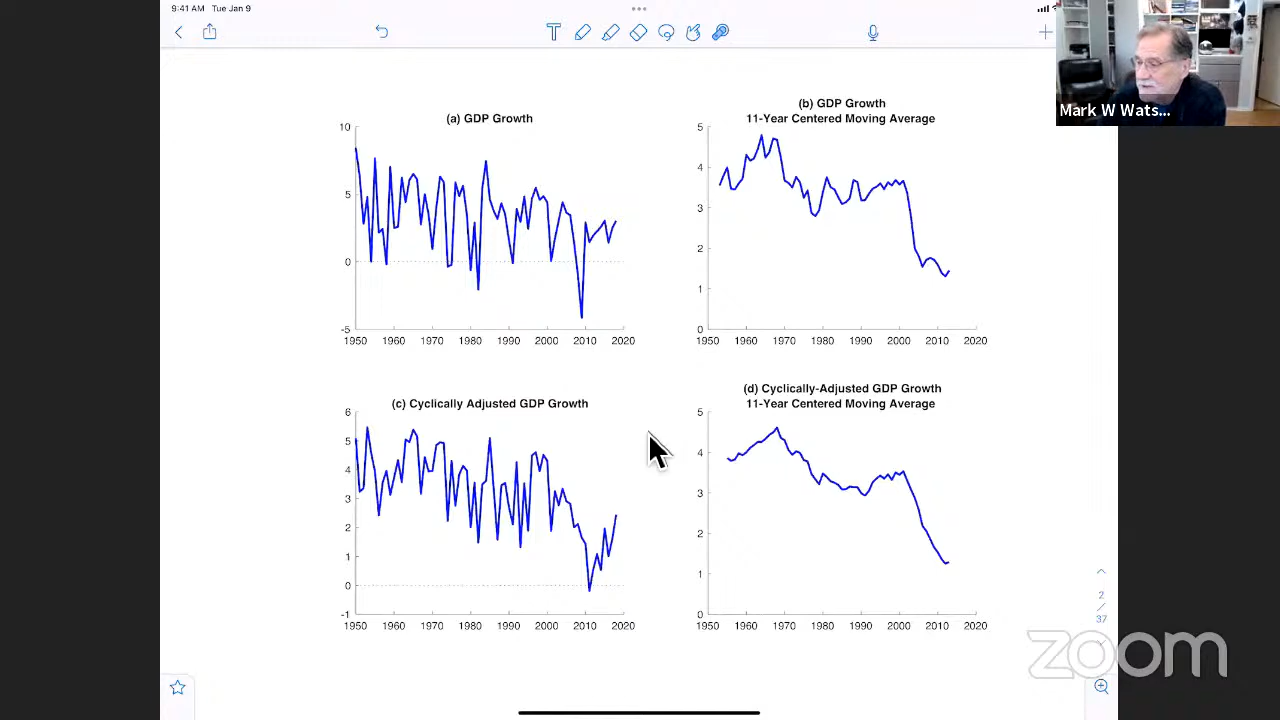 9:41 AM Tue Jan 9
Mark W Wats...
(a) GDP Growth
10
5
0
-5
1950 1960 1970 1980 1990 2000 2010 2020
(b) GDP Growth
11-Year Centered Moving Average
5
4
3
2
1
0
1950 1960 1970 1980 1990 2000 2010 2020
(c) Cyclically Adjusted GDP Growth
6
5
4
3
2
1
0
-1
1950 1960 1970 1980 1990 2000 2010 2020
(d) Cyclically-Adjusted GDP Growth
11-Year Centered Moving Average
5
4
3
2
1
0
1950 1960 1970 1980 1990 2000 2010 2020
2
/
37
zoom